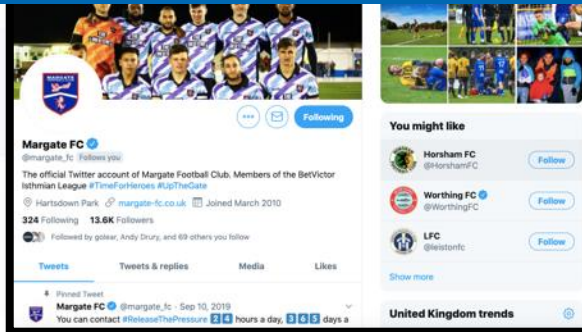 MARGATE
Following
Margate FC
@margate_fc Follows you
The official Twitter account of Margate Football Club. Members of the BetVictor
Isthmian League #TimeForHeroes #UpTheGate
Hartsdown Park margate-fc.co.uk Joined March 2010
324 Following 13.6K Followers
Followed by golear, Andy Drury, and 69 others you follow
Tweets Tweets & replies Media Likes
Pinned Tweet
Margate FC @margate_fc · Sep 10, 2019
You can contact #ReleaseThePressure 24 hours a day, 365 days a
You might like
Horsham FC
@HorshamFC
Follow
Worthing FC
@WorthingFC
Follow
LFC
@leistonfc
Follow
Show more
United Kingdom trends